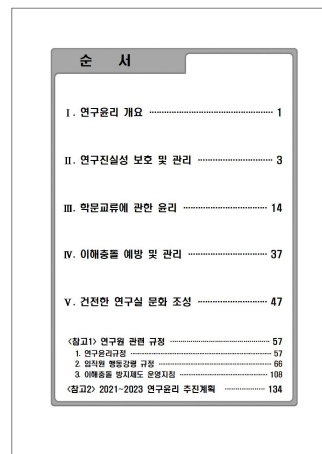 순 서
Ⅰ. 연구윤리 개요 ········ 1
Ⅱ. 연구진실성 보호 및 관리 ········ 3
Ⅲ. 학문교류에 관한 윤리 ········ 14
Ⅳ. 이해충돌 예방 및 관리 ········ 37
Ⅴ. 건전한 연구실 문화 조성 ········ 47
<참고1> 연구원 관련 규정 ········ 57
1. 연구윤리규정 ········ 57
2. 임직원 행동강령 규정 ········ 66
3. 이해충돌 방지제도 운영지침 ········ 108
<참고2> 2021~2023 연구윤리 추진계획 ········ 134